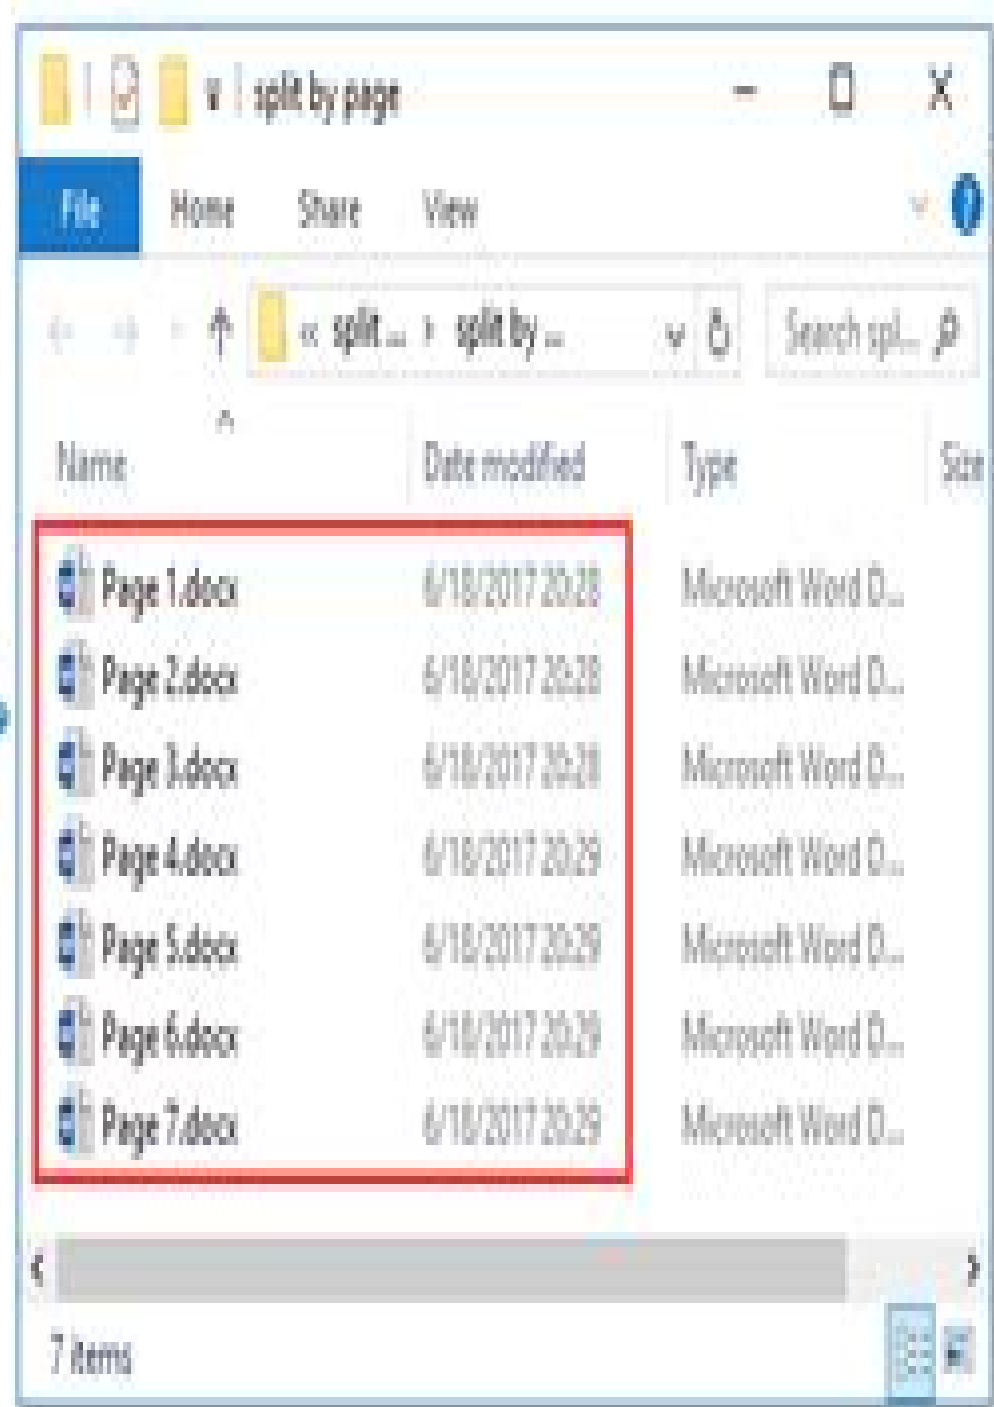 split by page
File Home Share View
« split ... › split by ... Search spl...
Name Date modified Type Size
Page 1.docx 6/18/2017 20:28 Microsoft Word D...
Page 2.docx 6/18/2017 20:28 Microsoft Word D...
Page 3.docx 6/18/2017 20:28 Microsoft Word D...
Page 4.docx 6/18/2017 20:29 Microsoft Word D...
Page 5.docx 6/18/2017 20:29 Microsoft Word D...
Page 6.docx 6/18/2017 20:29 Microsoft Word D...
Page 7.docx 6/18/2017 20:29 Microsoft Word D...
7 items